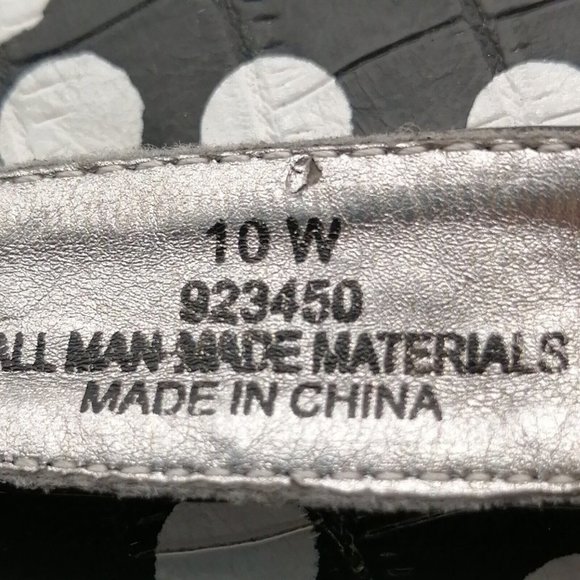 10 W
923450
ALL MAN-MADE MATERIALS
MADE IN CHINA